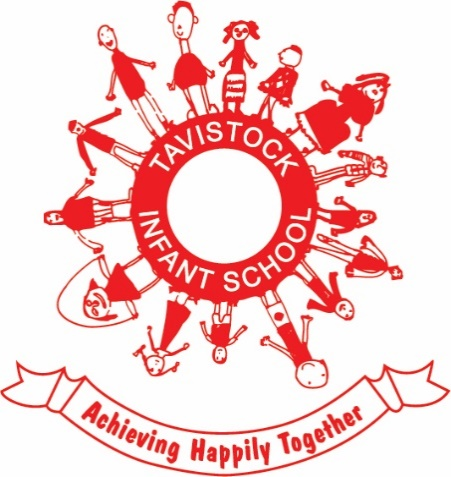 TAVISTOCK
INFANT SCHOOL
Achieving Happily Together